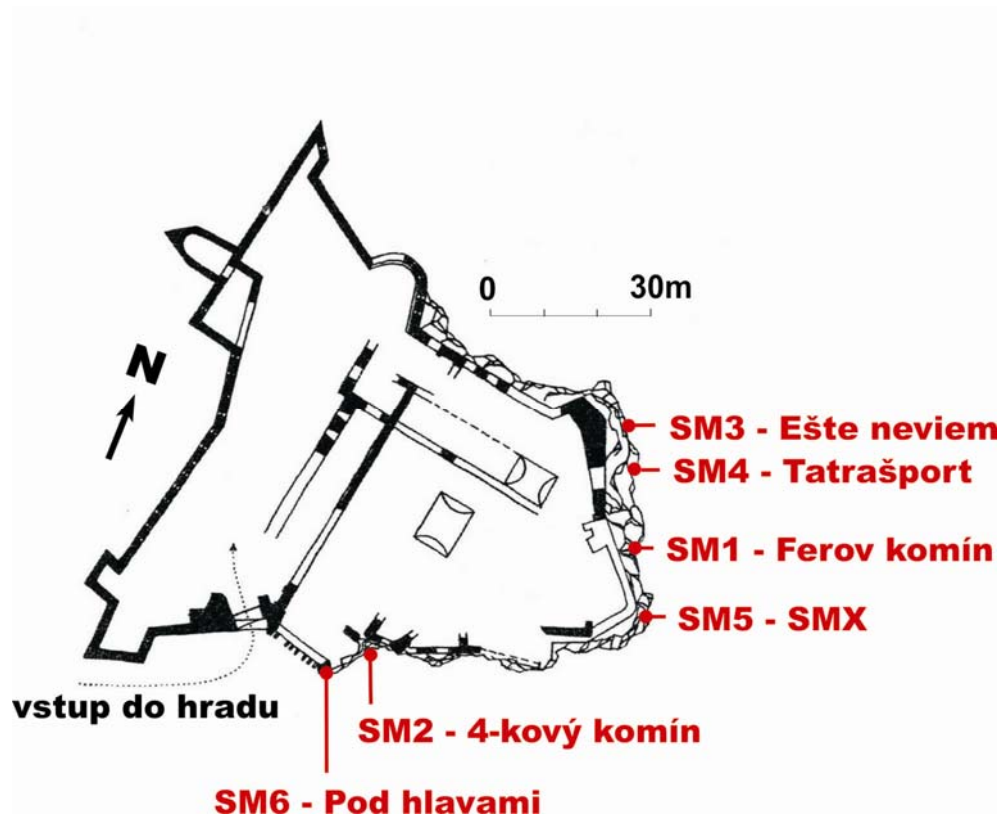 0 30m
N
SM3 - Ešte neviem
SM4 - Tatrašport
SM1 - Ferov komín
SM5 - SMX
vstup do hradu
SM2 - 4-kový komín
SM6 - Pod hlavami